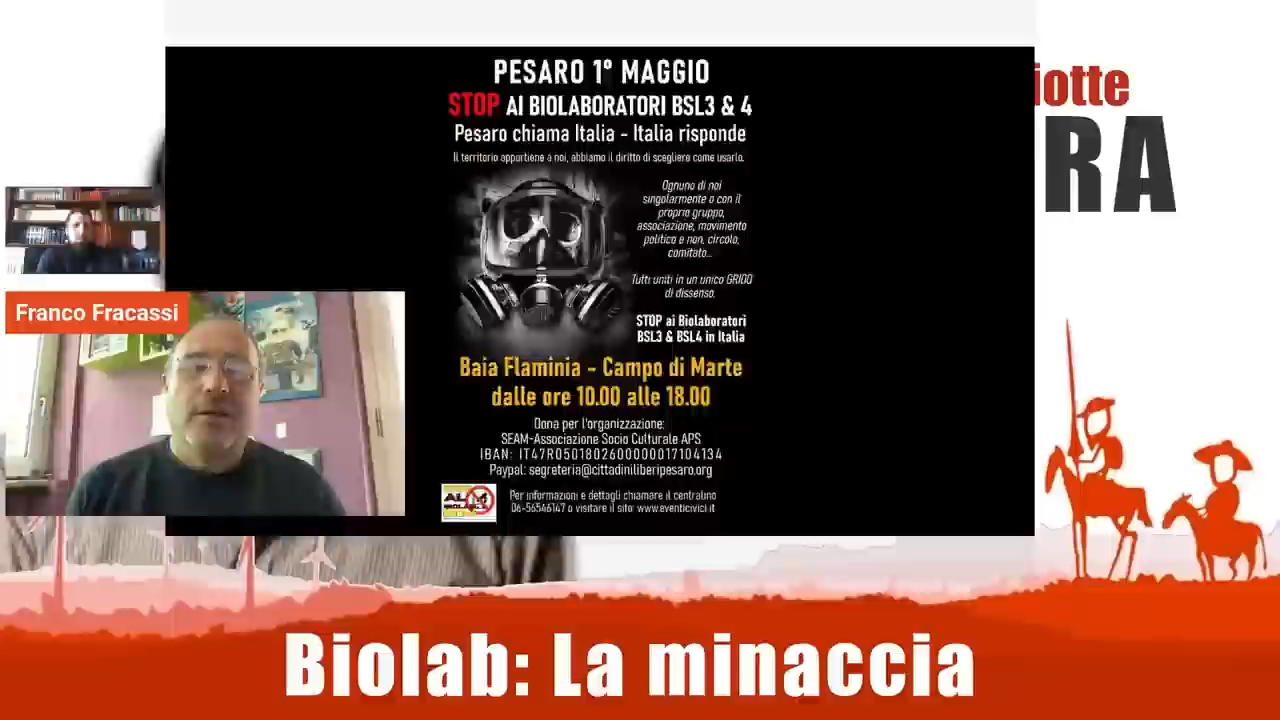 PESARO 1° MAGGIO
STOP AI BIOLABORATORI BSL3 & 4
Pesaro chiama Italia - Italia risponde
Il territorio appartiene a noi, abbiamo il diritto di scegliere come usarlo.
Ognuno di noi
singolarmente o con il
proprio gruppo,
associazione, movimento
politico e non, circolo,
comitato...
Tutti uniti in un unico GRIDO
di dissenso.
STOP ai Biolaboratori
BSL3 & BSL4 in Italia
Baia Flaminia - Campo di Marte
dalle ore 10.00 alle 18.00
Dona per l'organizzazione:
SEAM-Associazione Socio Culturale APS
IBAN: IT47R0501802600000017104134
Paypal: segreteria@cittadiniliberipesaro.org
Per informazioni e dettagli chiamare il centralino
06-56546147 o visitare il sito: www.eventicivici.it
iotte
RA
Franco Fracassi
Biolab: La minaccia